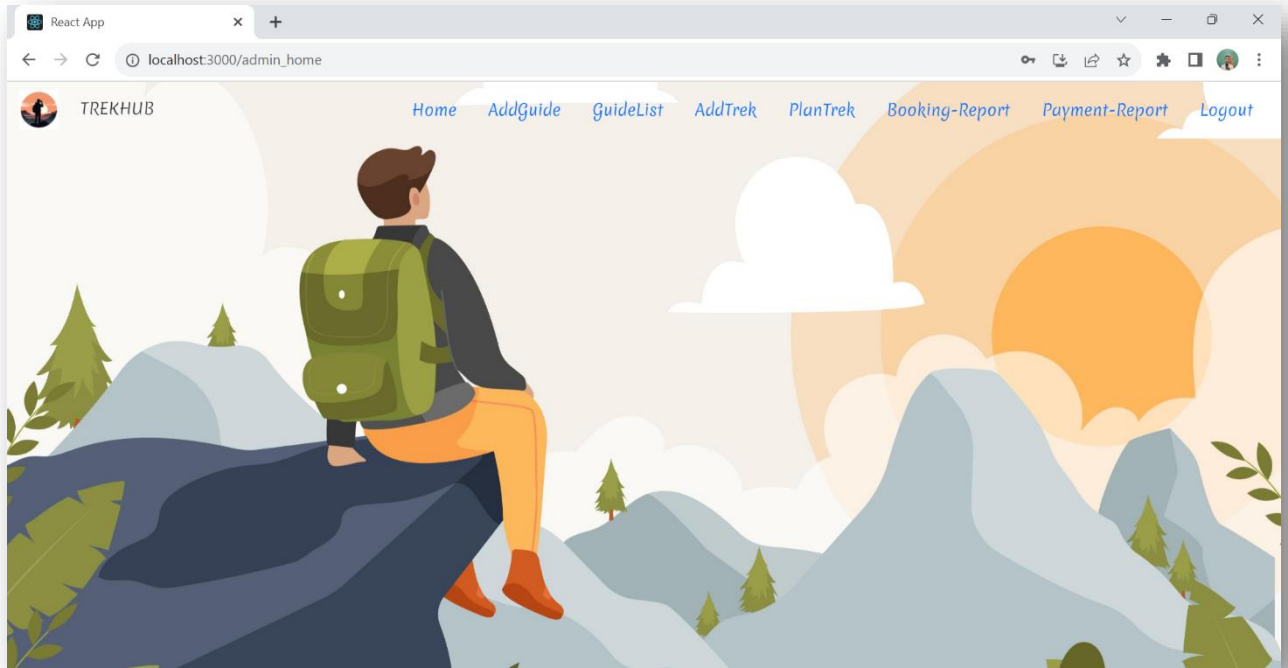 React App
localhost:3000/admin_home
TREKHUB Home AddGuide GuideList AddTrek PlanTrek Booking-Report Payment-Report Logout